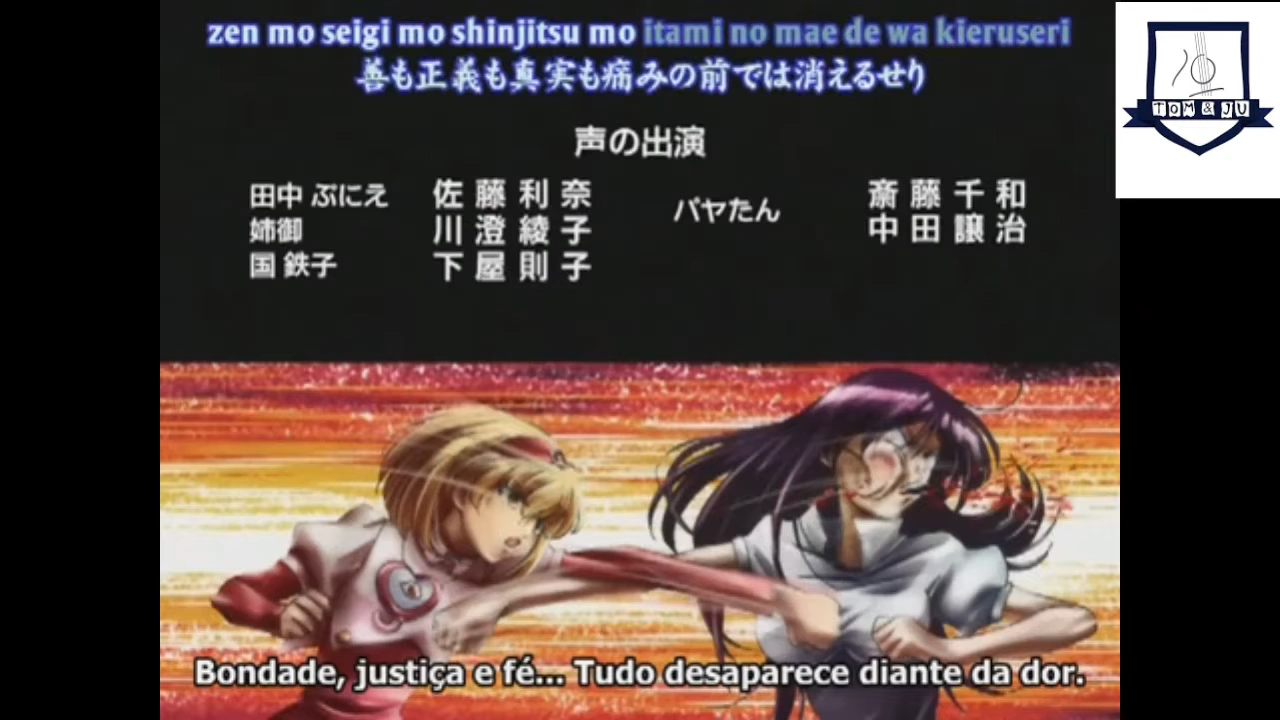 zen mo seigi mo shinjitsu mo itami no mae de wa kieruseri
善も正義も真実も痛みの前では消えるせり
TOM & JU
声の出演
田中 ぷにえ 佐藤利奈
姉御 川澄綾子
国 鉄子 下屋則子
パヤたん 斎藤千和
中田譲治
Bondade, justiça e fé... Tudo desaparece diante da dor.